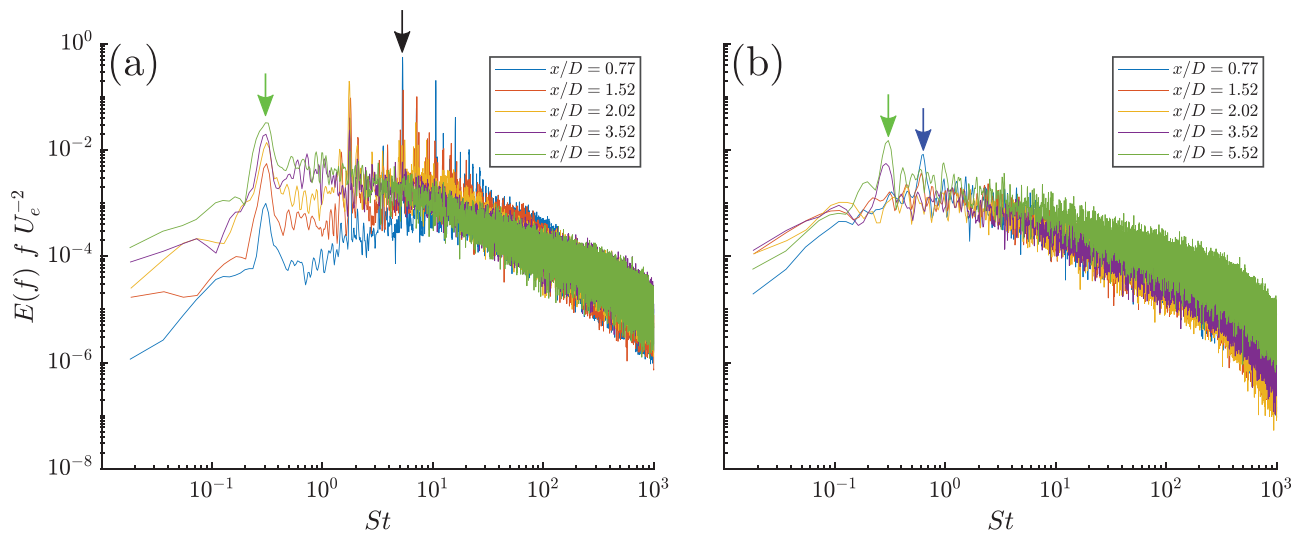 (a)
10^0
10^-2
10^-4
10^-6
10^-8
E(f) f U_e^-2
x/D = 0.77
x/D = 1.52
x/D = 2.02
x/D = 3.52
x/D = 5.52
10^-1
10^0
10^1
10^2
10^3
St
(b)
x/D = 0.77
x/D = 1.52
x/D = 2.02
x/D = 3.52
x/D = 5.52
10^-1
10^0
10^1
10^2
10^3
St